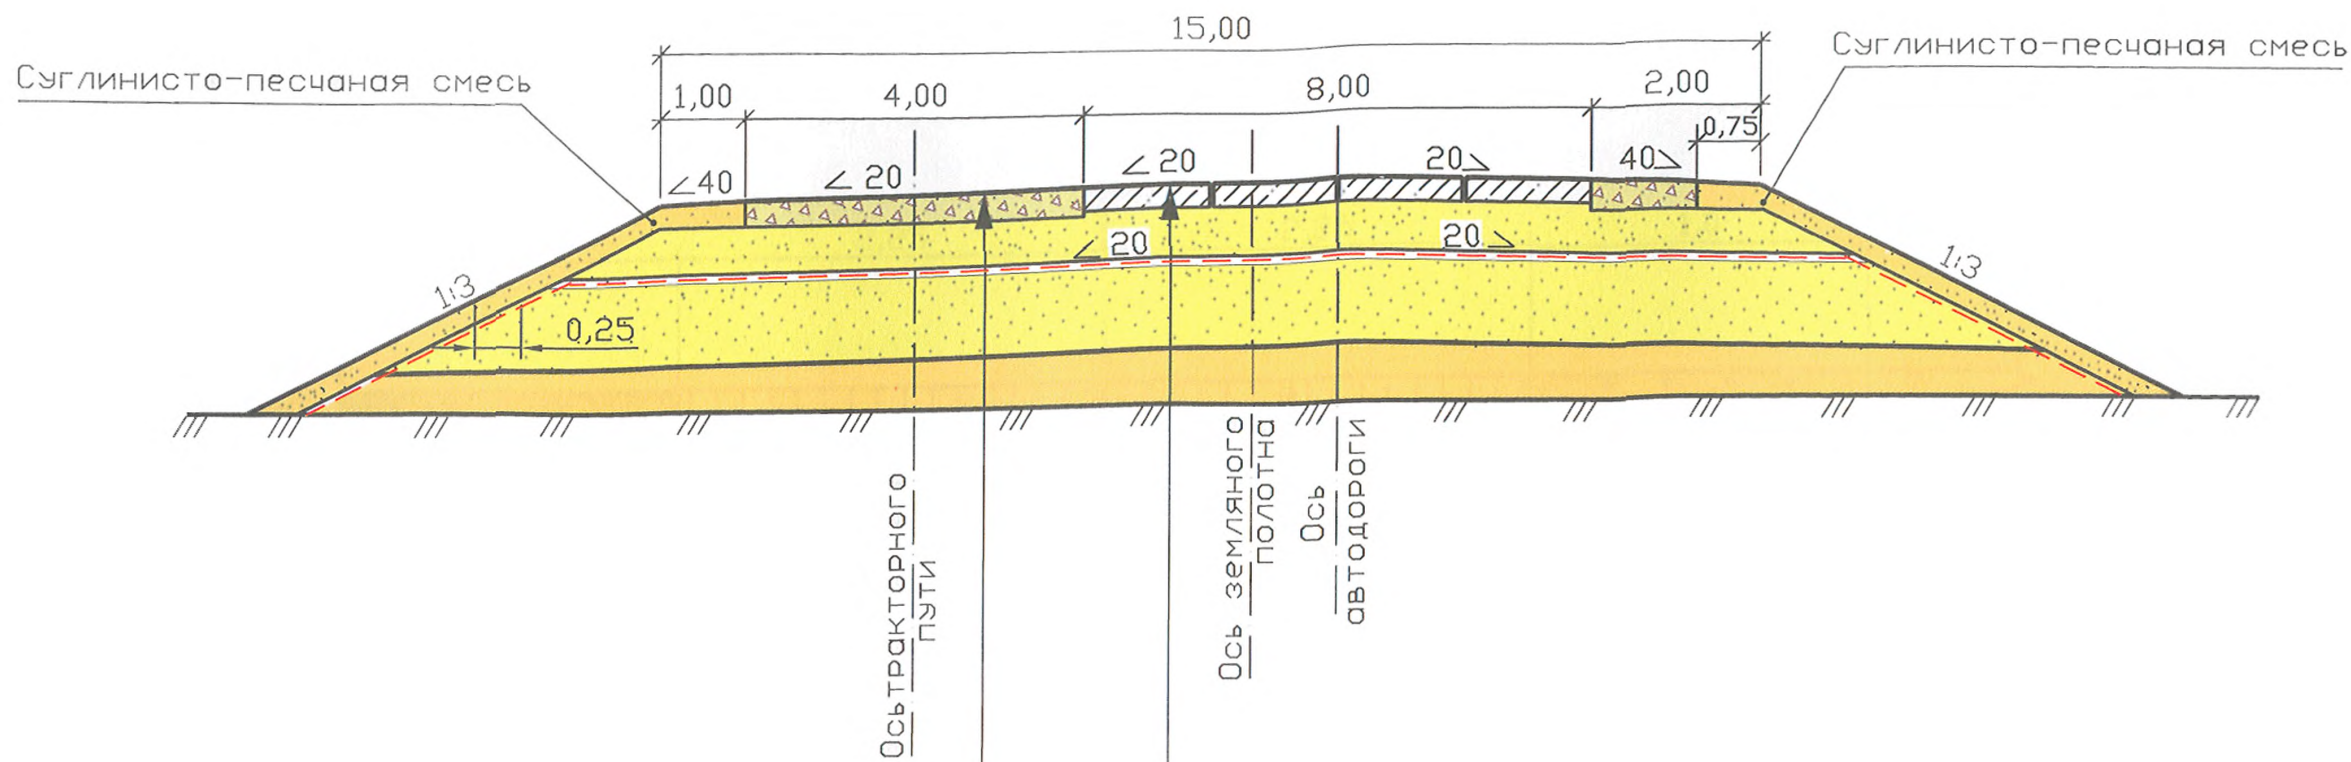 15,00
Суглинисто-песчаная смесь
Суглинисто-песчаная смесь
1,00
4,00
8,00
2,00
0,75
<40
<20
<20
20>
40>
<20
20>
1:3
1:3
0,25
Ось тракторного
пути
Ось земляного
полотна
Ось
автодороги